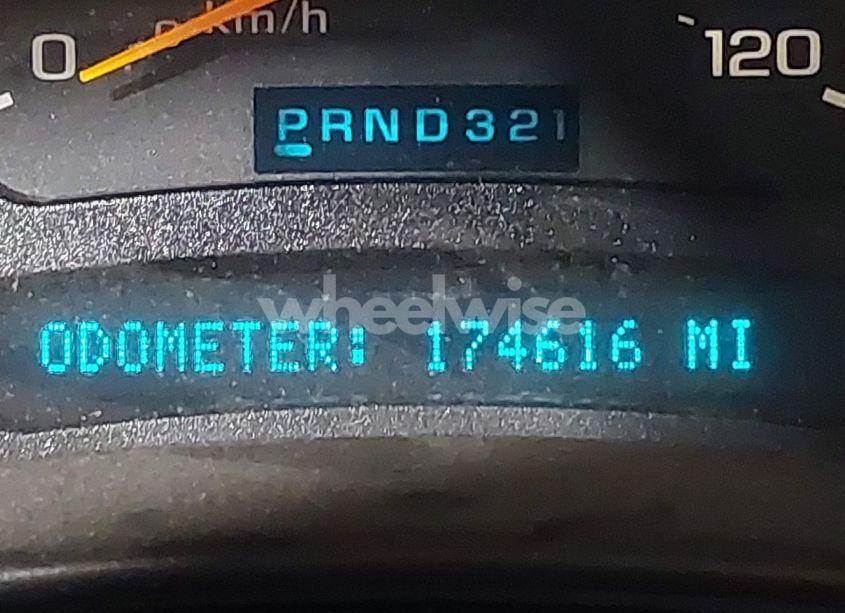 km/h
0
120
PRND321
wheelwise
ODOMETER: 174616 MI